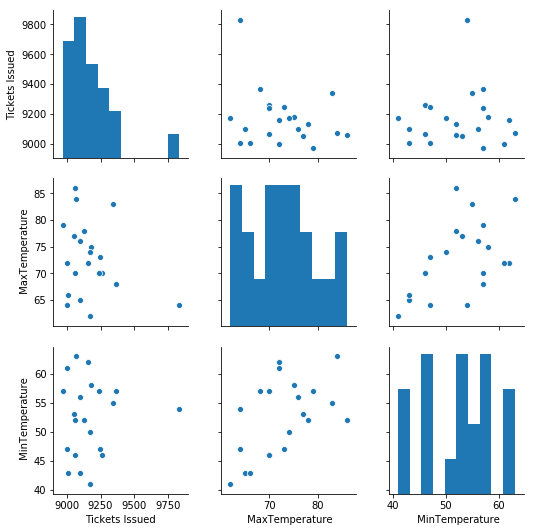 9800
9600
9400
9200
9000
Tickets Issued
85
80
75
70
65
MaxTemperature
60
55
50
45
40
MinTemperature
9000 9250 9500 9750
70 80
40 50 60
Tickets Issued
MaxTemperature
MinTemperature